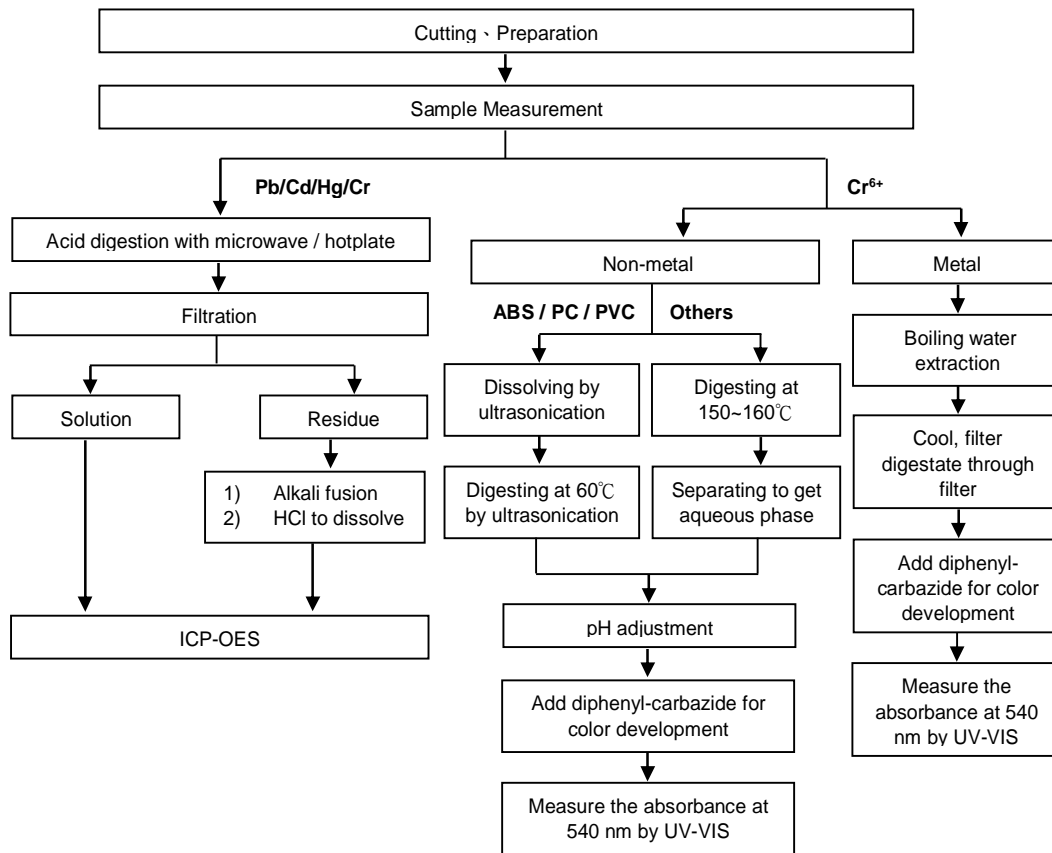 Cutting、Preparation
Sample Measurement
Pb/Cd/Hg/Cr
Cr⁶⁺
Acid digestion with microwave / hotplate
Non-metal
Metal
Filtration
ABS / PC / PVC
Others
Boiling water
extraction
Solution
Residue
Dissolving by
ultrasonication
Digesting at
150~160℃
Cool, filter
digestate through
filter
1) Alkali fusion
2) HCl to dissolve
Digesting at 60℃
by ultrasonication
Separating to get
aqueous phase
Add diphenyl-
carbazide for color
development
ICP-OES
pH adjustment
Measure the
absorbance at 540
nm by UV-VIS
Add diphenyl-carbazide for
color development
Measure the absorbance at
540 nm by UV-VIS